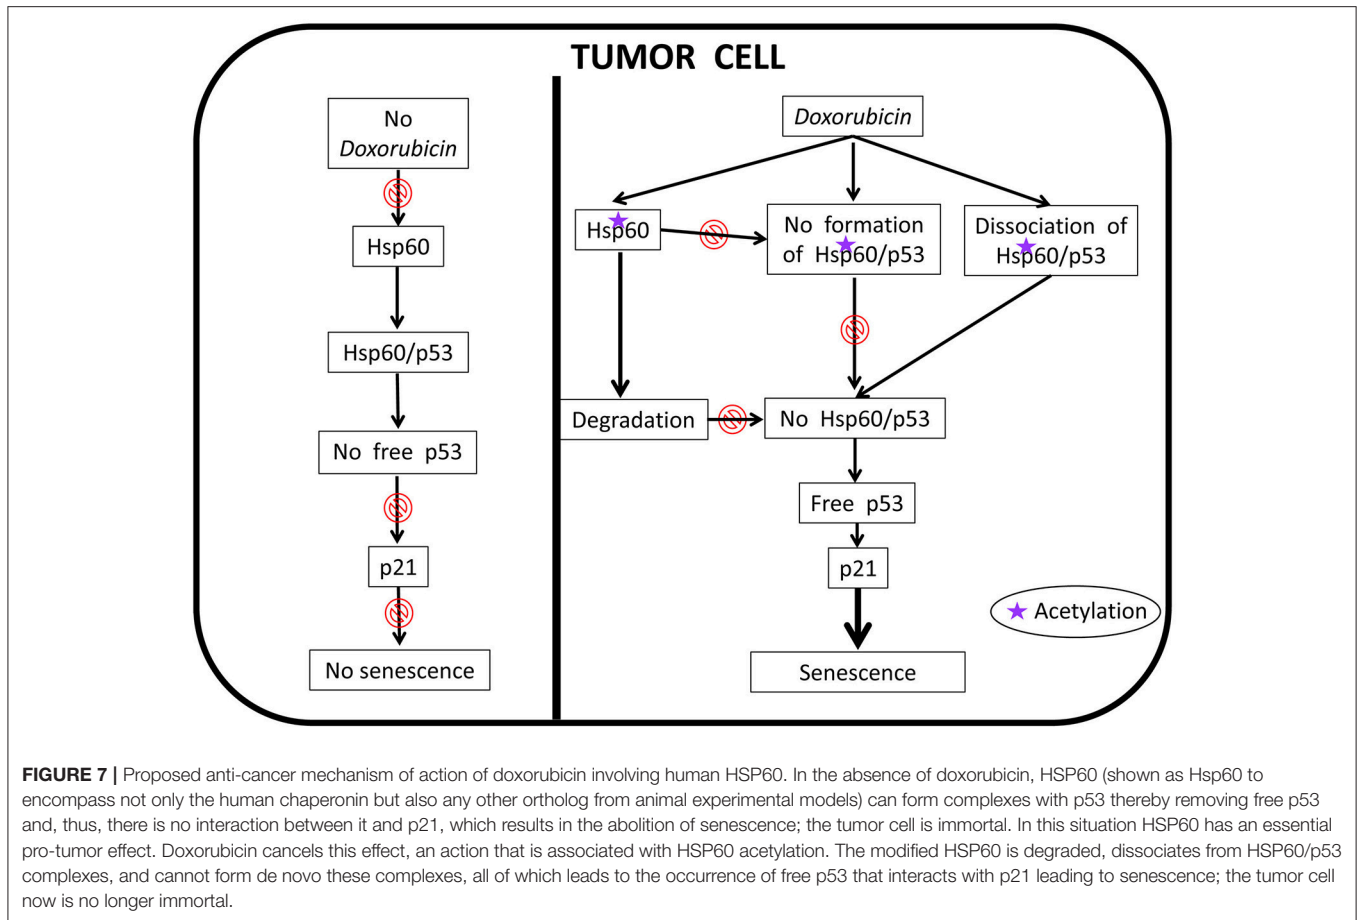 TUMOR CELL
No
Doxorubicin
Hsp60
Hsp60/p53
No free p53
p21
No senescence
Doxorubicin
Hsp60
No formation
of Hsp60/p53
Dissociation of
Hsp60/p53
Degradation
No Hsp60/p53
Free p53
p21
Senescence
Acetylation
FIGURE 7 | Proposed anti-cancer mechanism of action of doxorubicin involving human HSP60. In the absence of doxorubicin, HSP60 (shown as Hsp60 to
encompass not only the human chaperonin but also any other ortholog from animal experimental models) can form complexes with p53 thereby removing free p53
and, thus, there is no interaction between it and p21, which results in the abolition of senescence; the tumor cell is immortal. In this situation HSP60 has an essential
pro-tumor effect. Doxorubicin cancels this effect, an action that is associated with HSP60 acetylation. The modified HSP60 is degraded, dissociates from HSP60/p53
complexes, and cannot form de novo these complexes, all of which leads to the occurrence of free p53 that interacts with p21 leading to senescence; the tumor cell
now is no longer immortal.